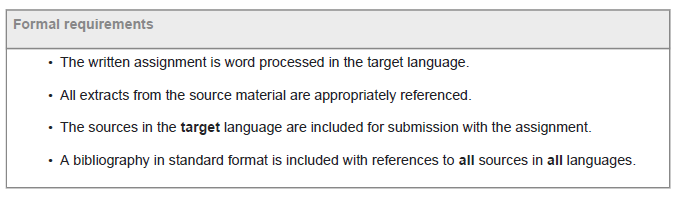 Formal requirements
• The written assignment is word processed in the target language.
• All extracts from the source material are appropriately referenced.
• The sources in the target language are included for submission with the assignment.
• A bibliography in standard format is included with references to all sources in all languages.